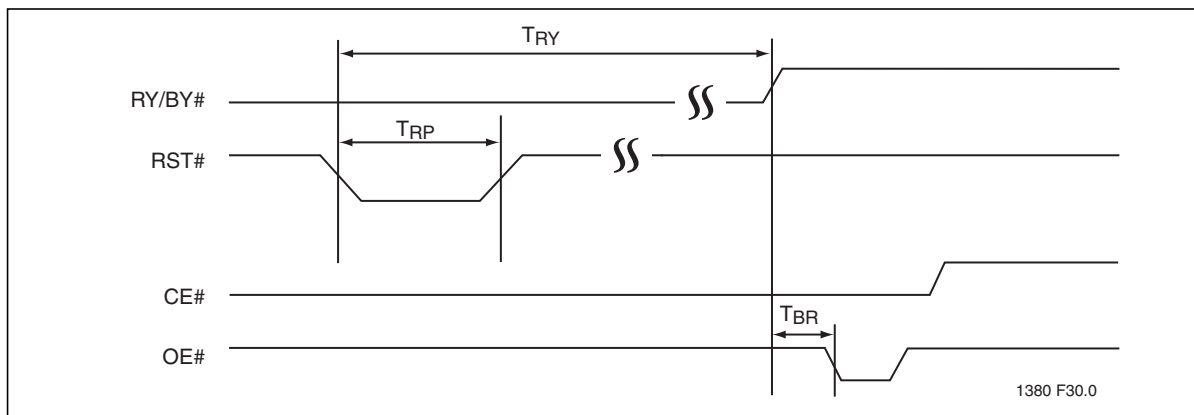 TRY
RY/BY#
TRP
RST#
CE#
TBR
OE#
1380 F30.0